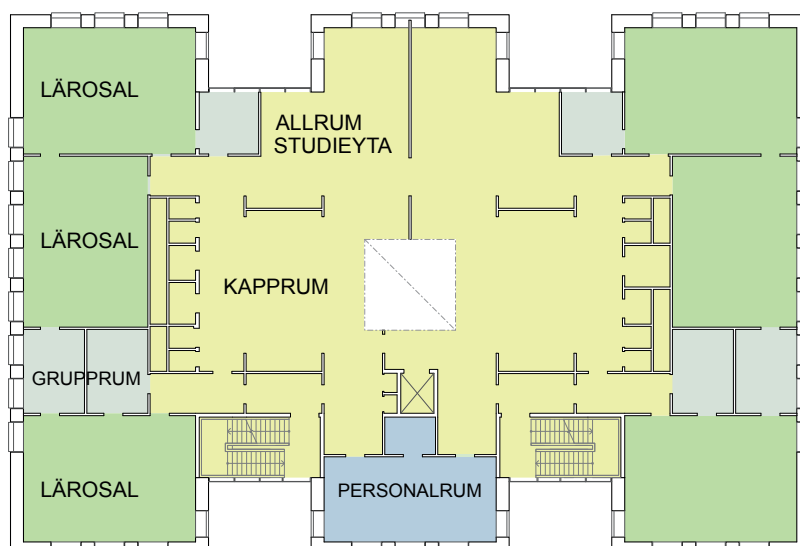 LÄROSAL
ALLRUM
STUDIEYTA
LÄROSAL
KAPPRUM
GRUPPRUM
LÄROSAL
PERSONALRUM